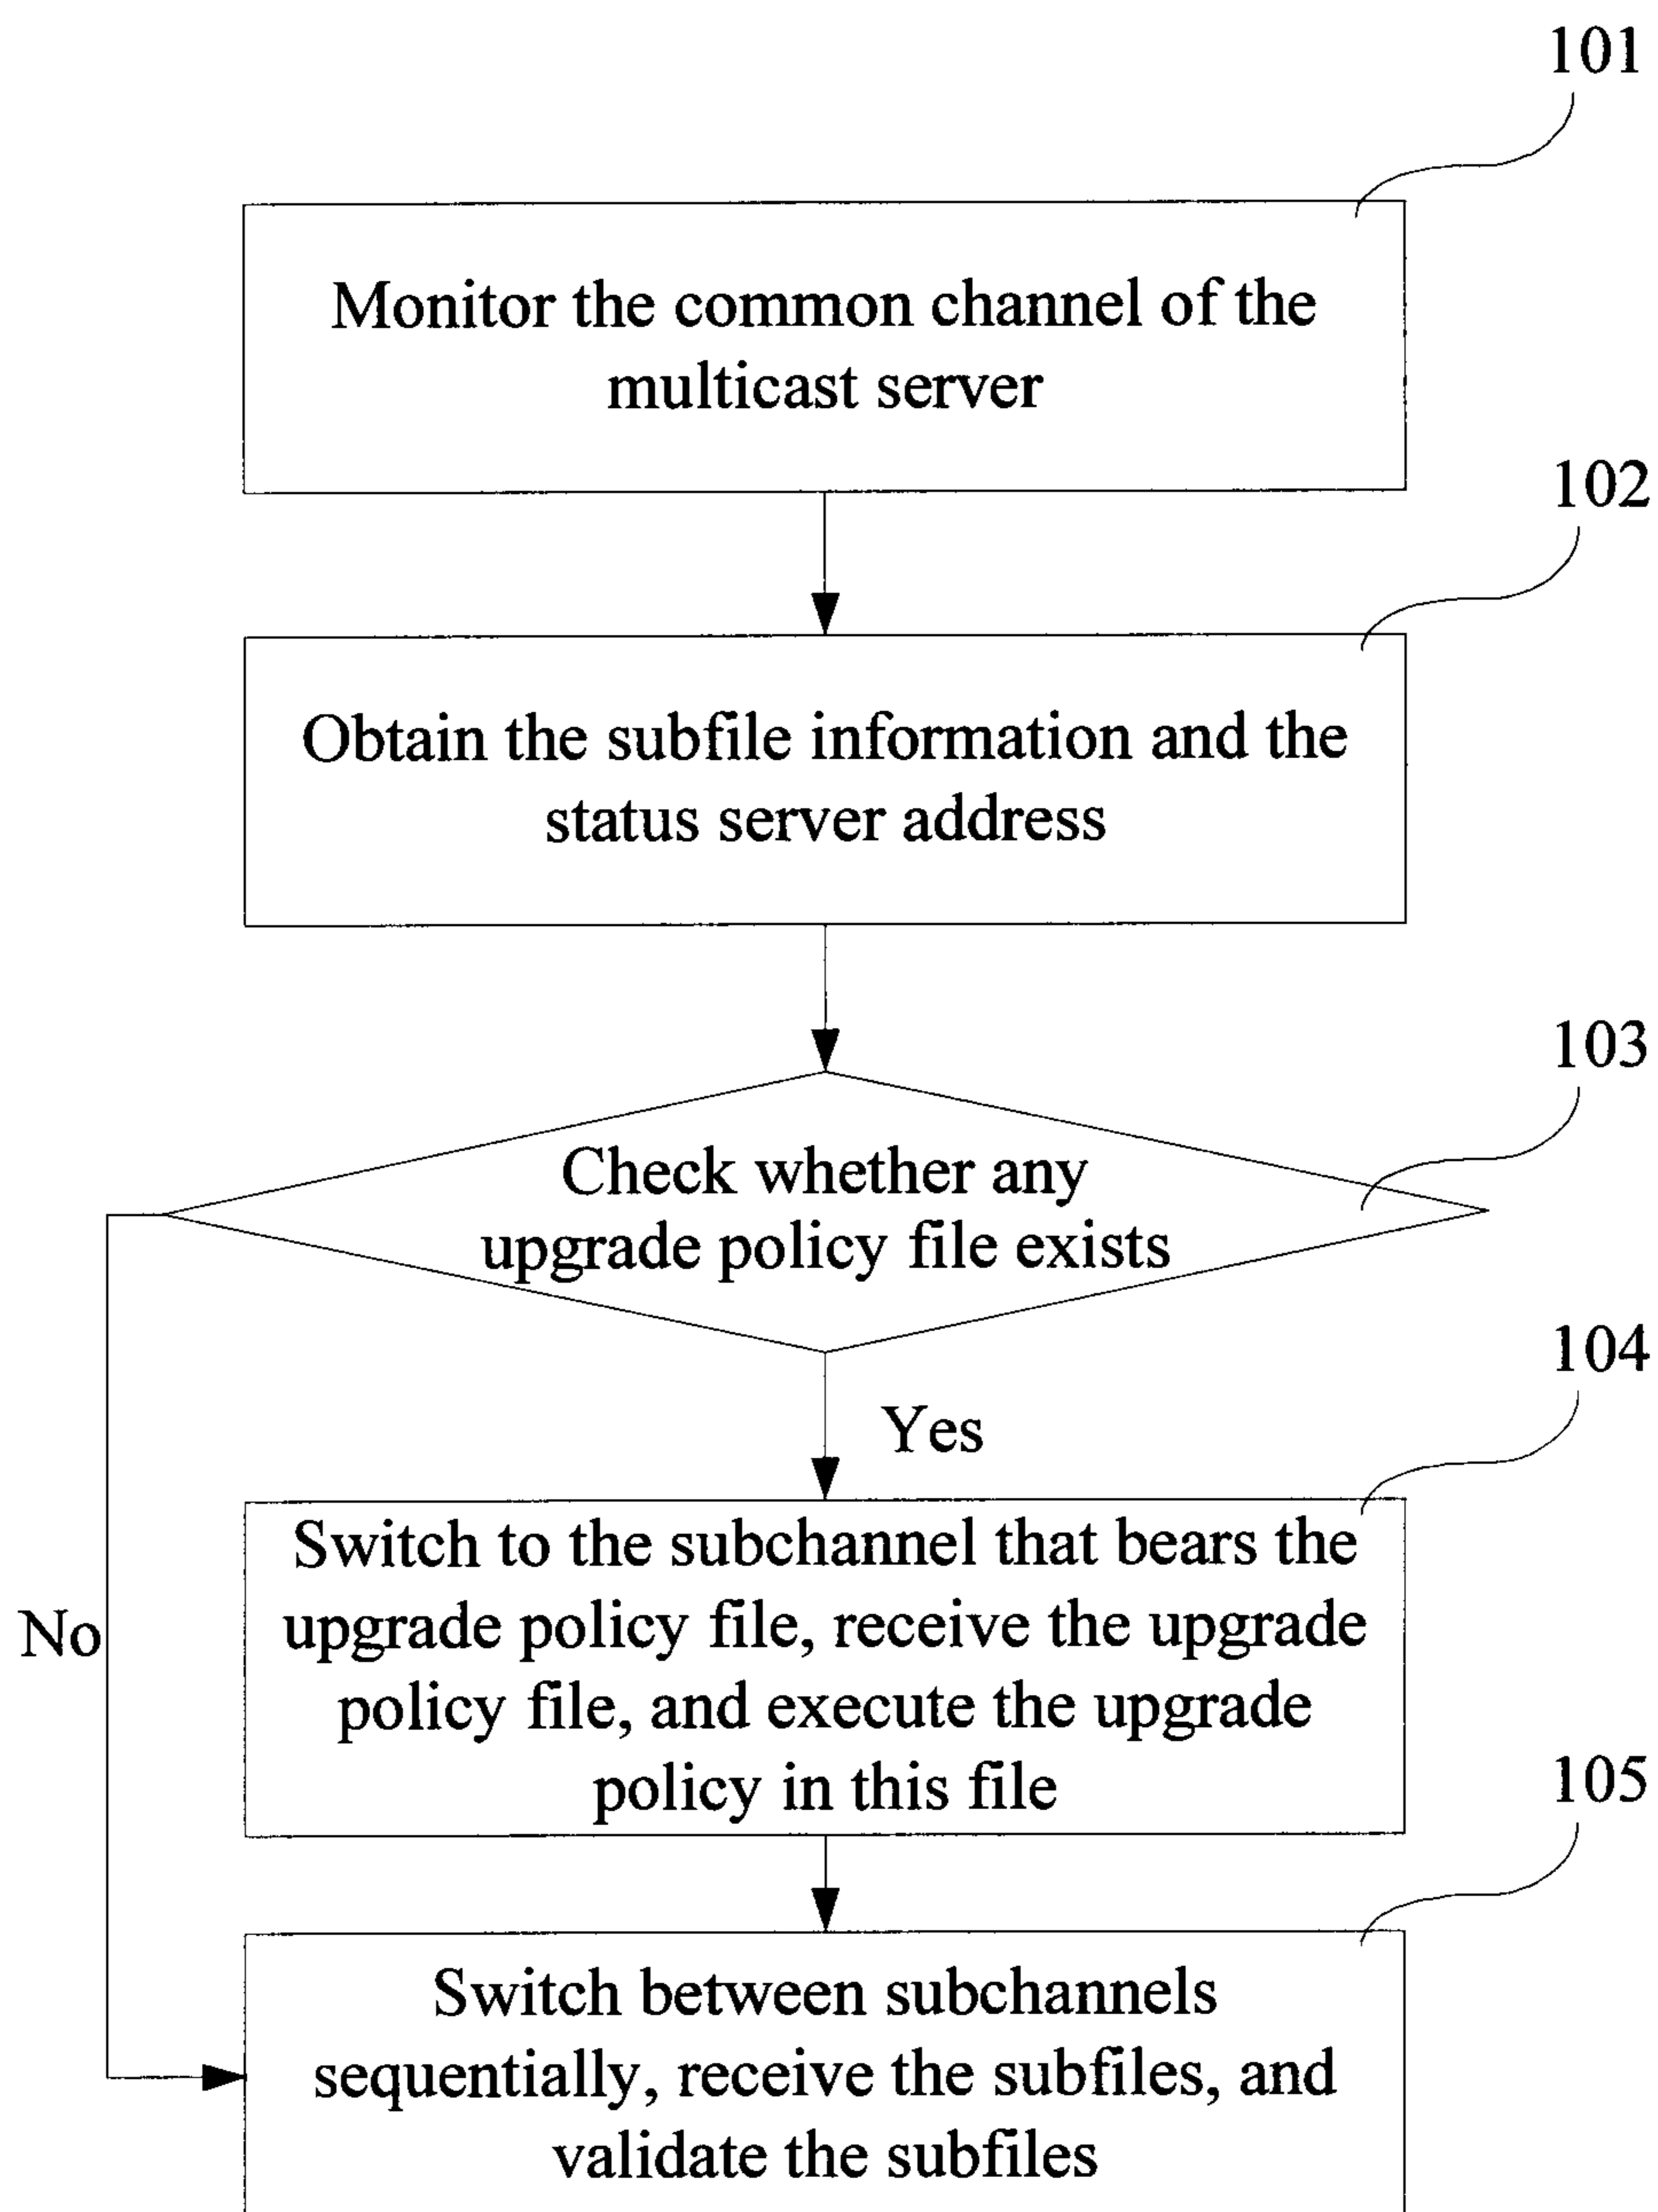 101
Monitor the common channel of the
multicast server
102
Obtain the subfile information and the
status server address
103
Check whether any
upgrade policy file exists
104
Yes
Switch to the subchannel that bears the
upgrade policy file, receive the upgrade
policy file, and execute the upgrade
policy in this file
No
105
Switch between subchannels
sequentially, receive the subfiles, and
validate the subfiles